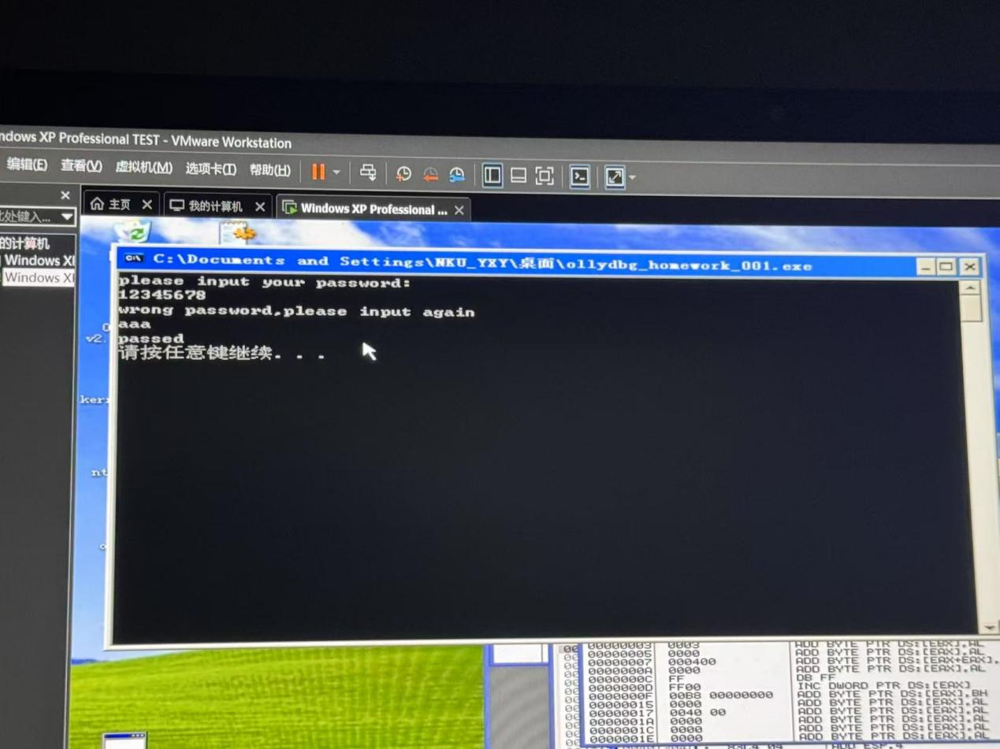 ndows XP Professional TEST - VMware Workstation
编辑(E) 查看(V) 虚拟机(M) 选项卡(T) 帮助(H)
此处键入...
主页
我的计算机
Windows XP Professional ...
的计算机
Windows XI
Windows XI
C:\Documents and Settings\NKU_YXY\桌面\ollydbg_homework_001.exe
please input your password:
12345678
wrong password,please input again
aaa
passed
请按任意键继续. . .
v2.
ker
nt
00000003 0003 ADD BYTE PTR DS:[EBX],AL
00000005 0000 ADD BYTE PTR DS:[EAX],AL
00000007 000400 ADD BYTE PTR DS:[EAX+EAX],
0000000A 0000 ADD BYTE PTR DS:[EAX],AL
0000000C FF DB FF
0000000D FF00 INC DWORD PTR DS:[EAX]
0000000F 00B8 00000000 ADD BYTE PTR DS:[EAX],BH
00000015 0000 ADD BYTE PTR DS:[EAX],AL
00000017 0040 00 ADD BYTE PTR DS:[EAX],AL
0000001A 0000 ADD BYTE PTR DS:[EAX],AL
0000001C 0000 ADD BYTE PTR DS:[EAX],AL
0000001E 0000 ADD BYTE PTR DS:[EAX],AL